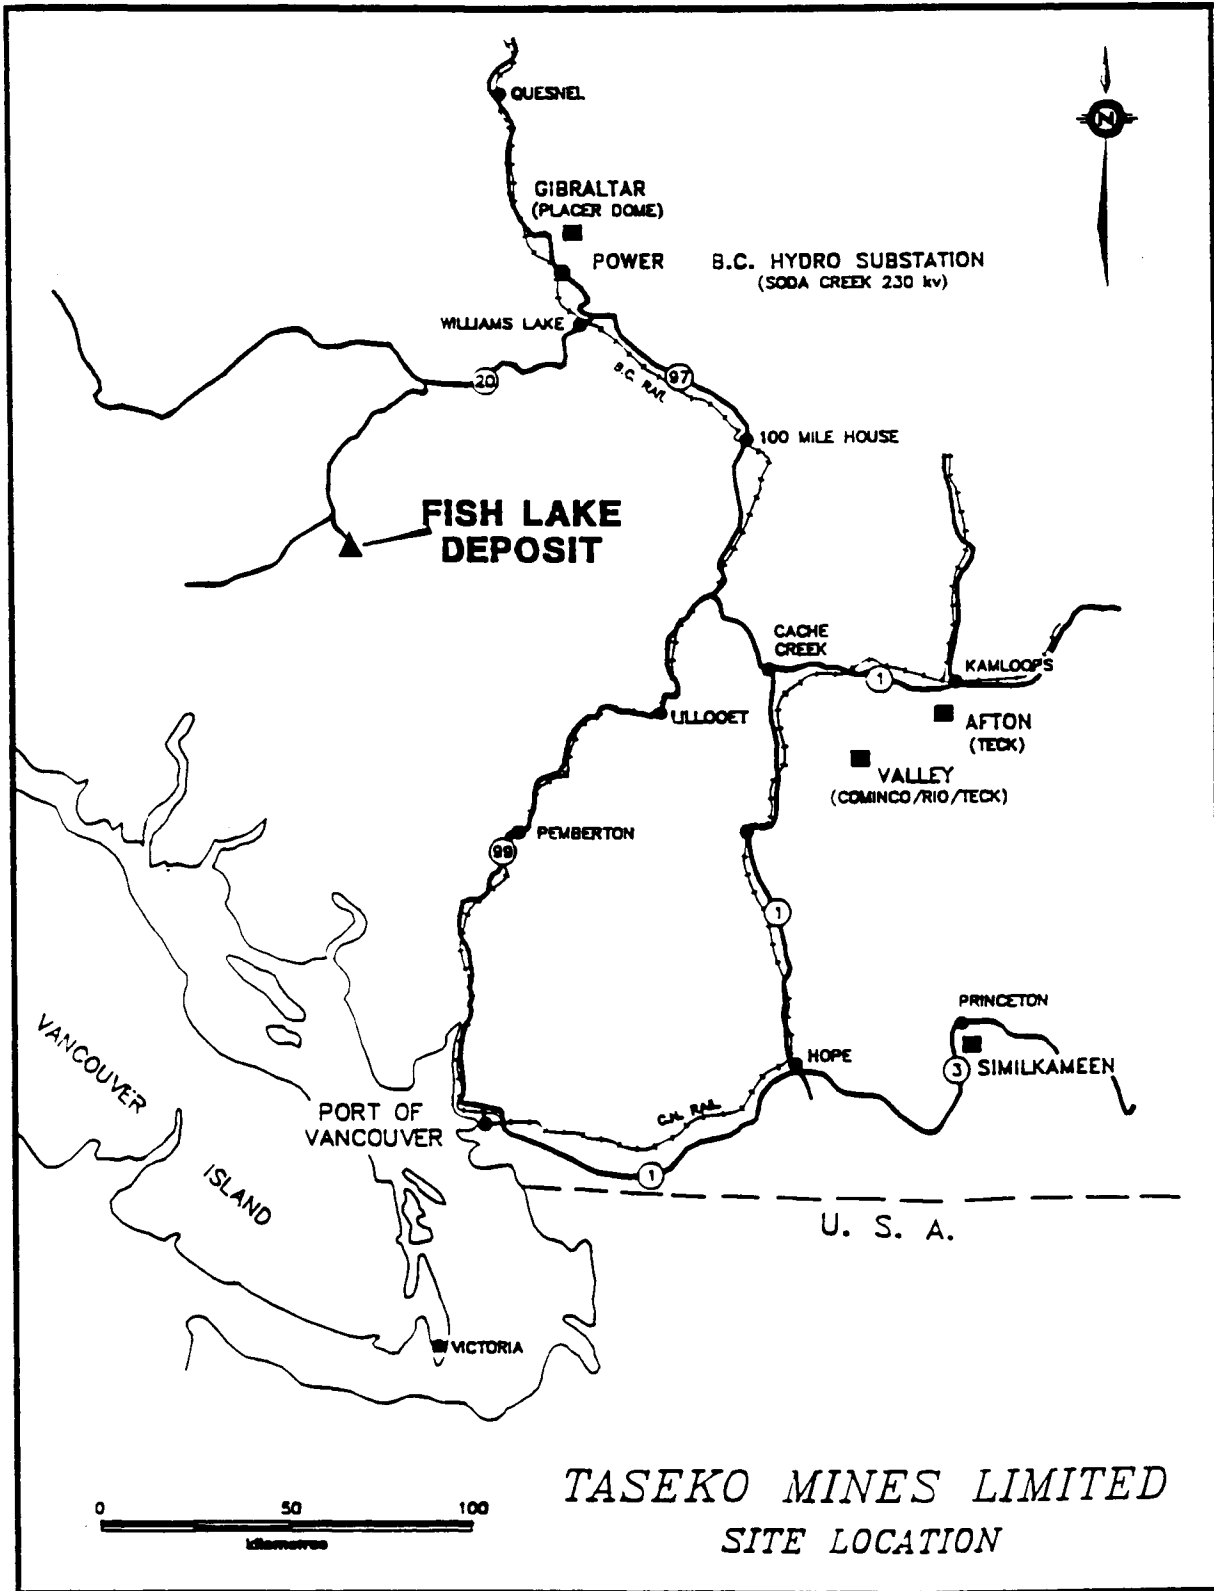 QUESNEL
N
GIBRALTAR
(PLACER DOME)
POWER
B.C. HYDRO SUBSTATION
(SODA CREEK 230 kv)
WILLIAMS LAKE
20
B.C. RAIL
97
100 MILE HOUSE
FISH LAKE
DEPOSIT
CACHE
CREEK
KAMLOOPS
1
LILLOOET
AFTON
(TECK)
VALLEY
(COMINCO/RIO/TECK)
PEMBERTON
99
1
PRINCETON
VANCOUVER
HOPE
3
SIMILKAMEEN
PORT OF
VANCOUVER
C.N. RAIL
1
ISLAND
U. S. A.
VICTORIA
TASEKO MINES LIMITED
SITE LOCATION
0 50 100
kilometres